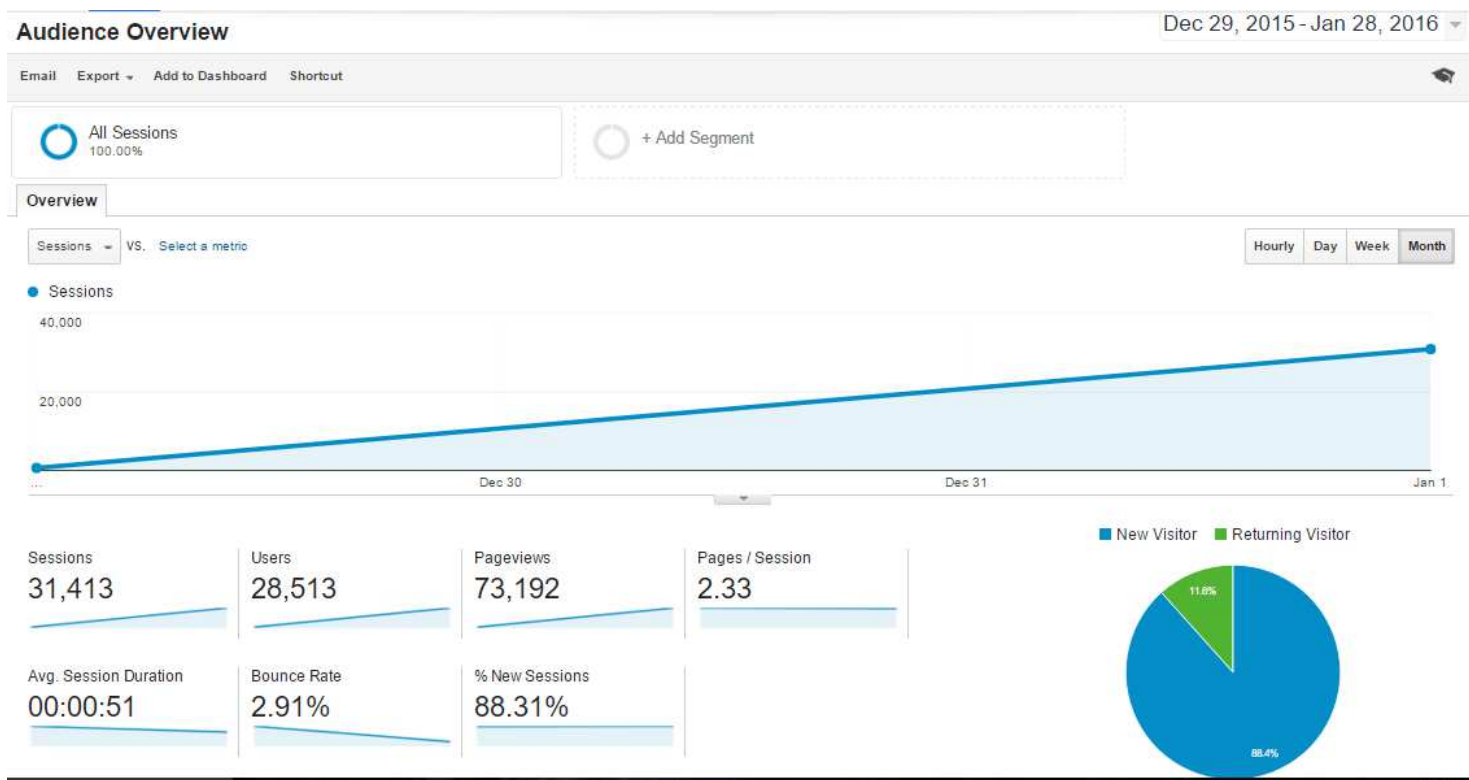 Audience Overview
Dec 29, 2015 - Jan 28, 2016
Email Export Add to Dashboard Shortcut
All Sessions
100.00%
+ Add Segment
Overview
Sessions VS. Select a metric
Hourly Day Week Month
Sessions
40,000
20,000
... Dec 30 Dec 31 Jan 1
New Visitor Returning Visitor
Sessions Users Pageviews Pages / Session
31,413 28,513 73,192 2.33
11.6%
Avg. Session Duration Bounce Rate % New Sessions
00:00:51 2.91% 88.31%
88.4%